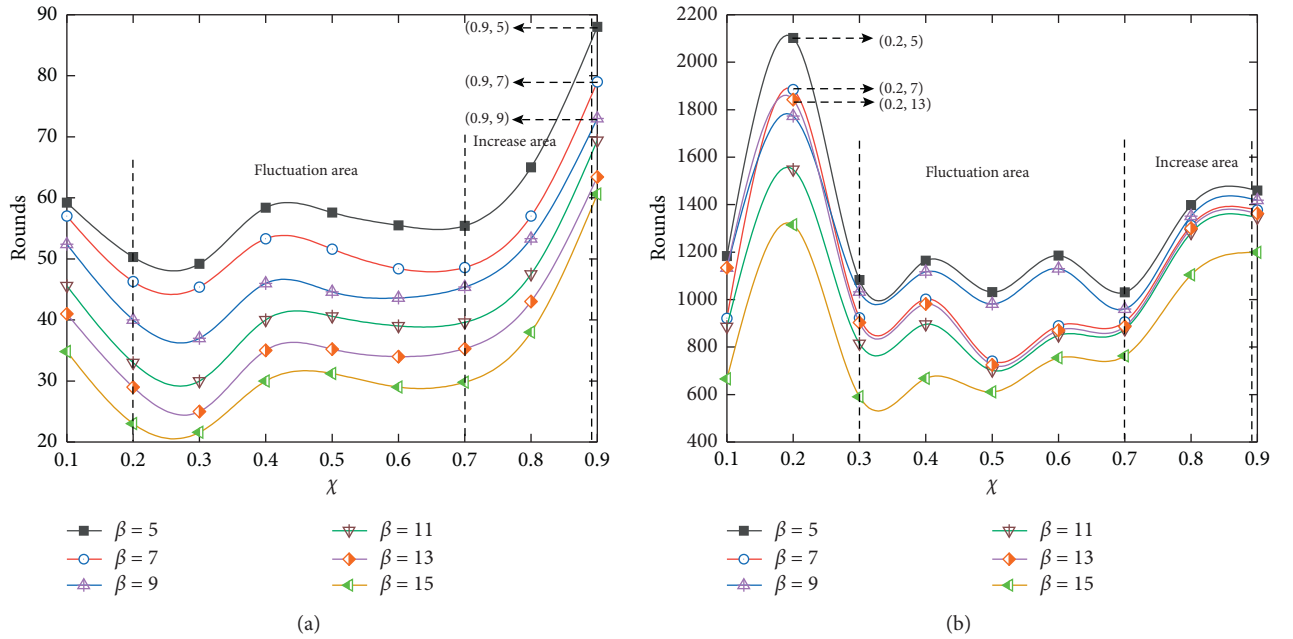 90
80
70
60
50
40
30
20
Rounds
(0.9, 5)
(0.9, 7)
(0.9, 9)
Increase area
Fluctuation area
0.1 0.2 0.3 0.4 0.5 0.6 0.7 0.8 0.9
χ
β = 5
β = 7
β = 9
β = 11
β = 13
β = 15
(a)
2200
2000
1800
1600
1400
1200
1000
800
600
400
Rounds
(0.2, 5)
(0.2, 7)
(0.2, 13)
Fluctuation area
Increase area
0.1 0.2 0.3 0.4 0.5 0.6 0.7 0.8 0.9
χ
β = 5
β = 7
β = 9
β = 11
β = 13
β = 15
(b)